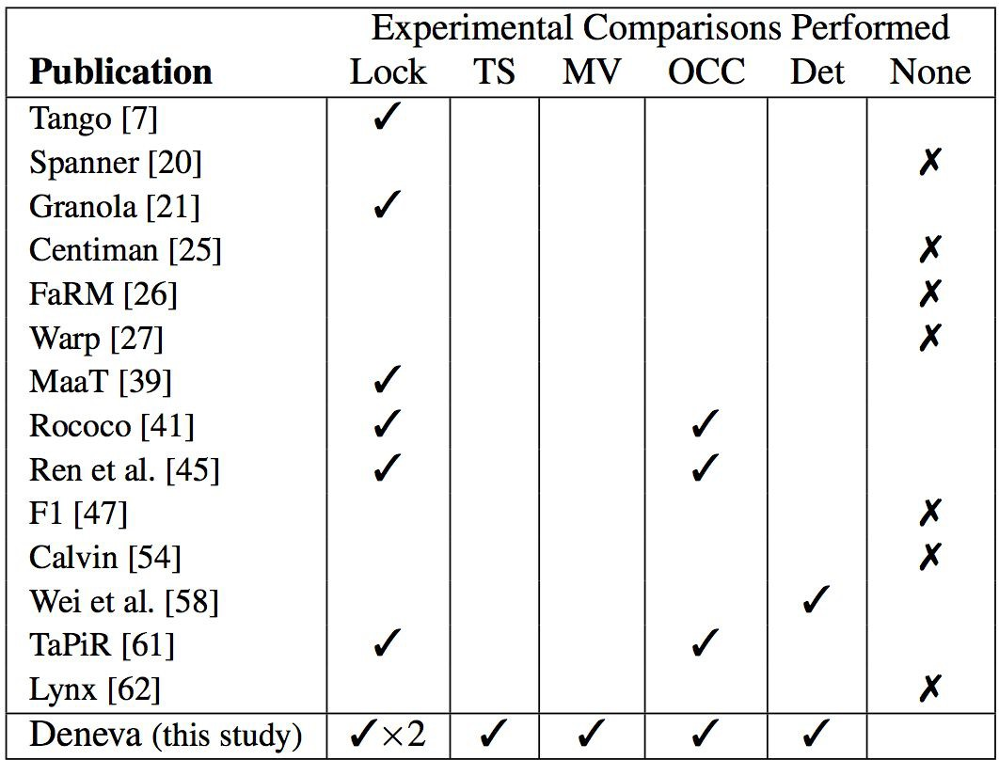 Experimental Comparisons Performed
Publication Lock TS MV OCC Det None
Tango [7] ✓
Spanner [20] ✗
Granola [21] ✓
Centiman [25] ✗
FaRM [26] ✗
Warp [27] ✗
MaaT [39] ✓
Rococo [41] ✓ ✓
Ren et al. [45] ✓ ✓
F1 [47] ✗
Calvin [54] ✗
Wei et al. [58] ✓
TaPiR [61] ✓ ✓
Lynx [62] ✗
Deneva (this study) ✓×2 ✓ ✓ ✓ ✓